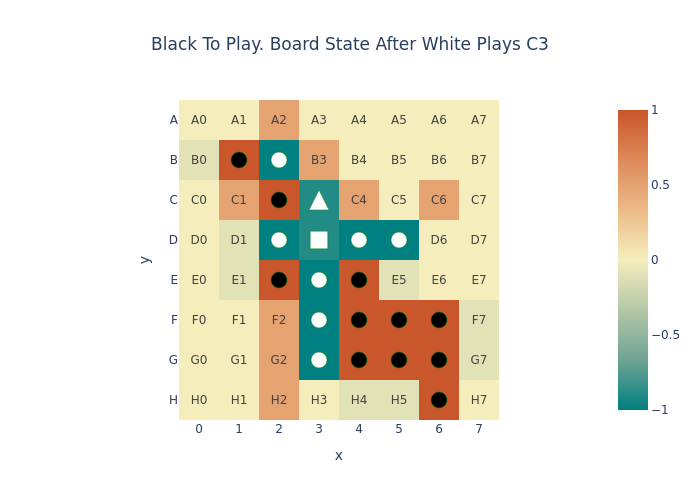 Black To Play. Board State After White Plays C3
A A0 A1 A2 A3 A4 A5 A6 A7
B B0 B3 B4 B5 B6 B7
C C0 C1 C4 C5 C6 C7
D D0 D1 D6 D7
E E0 E1 E5 E6 E7
F F0 F1 F2 F7
G G0 G1 G2 G7
H H0 H1 H2 H3 H4 H5 H7
0 1 2 3 4 5 6 7
x
y
1
0.5
0
−0.5
−1